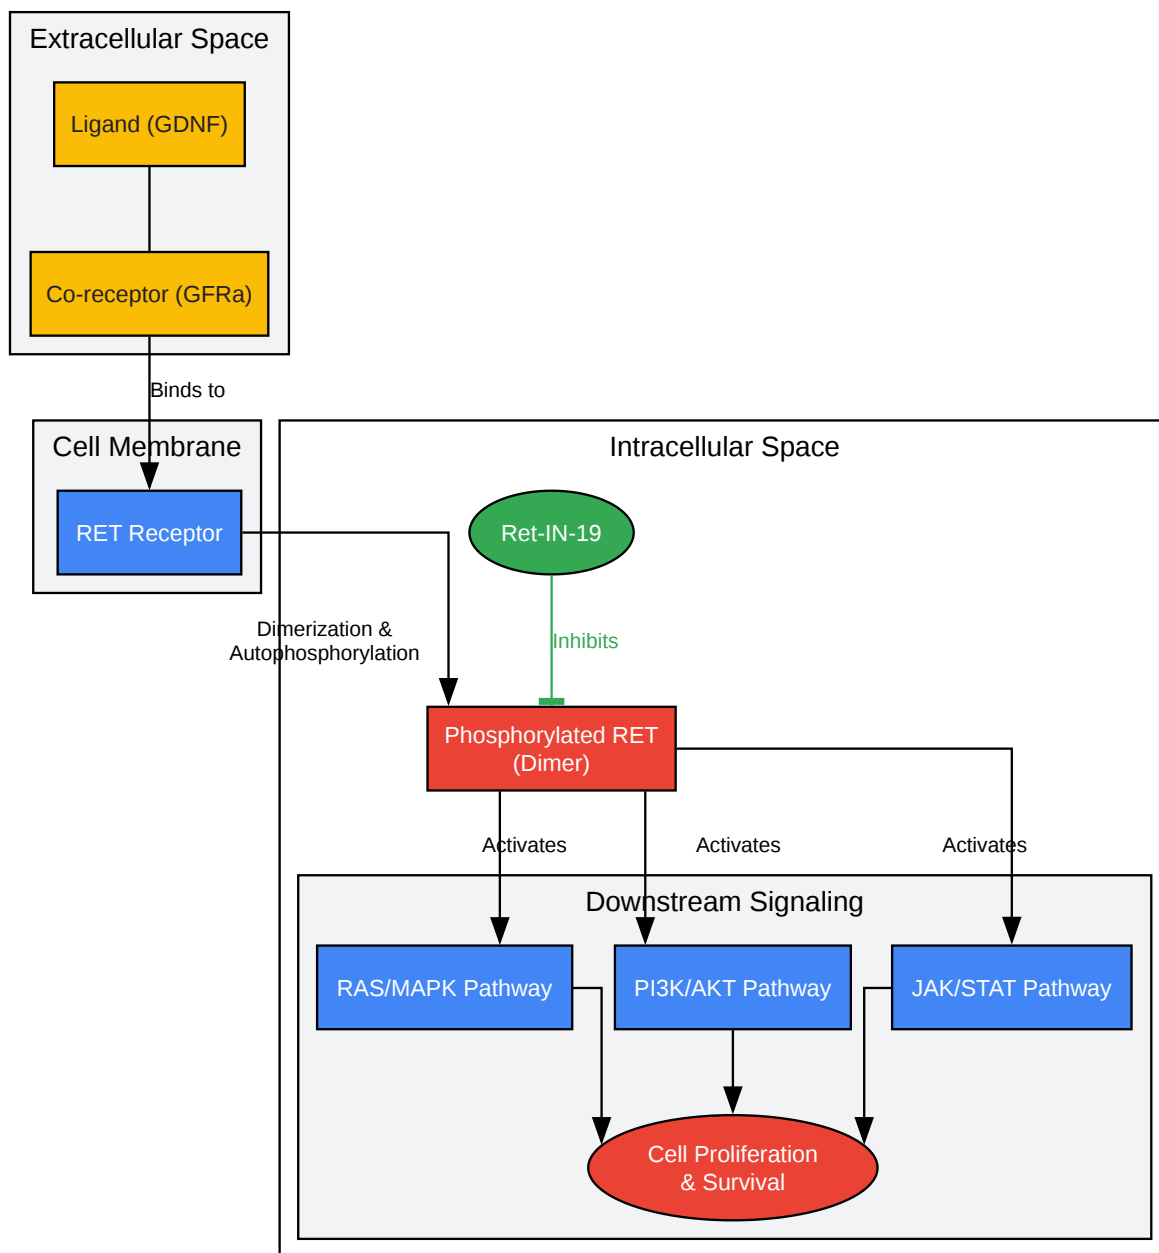 Extracellular Space
Ligand (GDNF)
Co-receptor (GFRa)
Binds to
Cell Membrane
Intracellular Space
RET Receptor
Ret-IN-19
Dimerization &
Autophosphorylation
Inhibits
Phosphorylated RET
(Dimer)
Activates
Activates
Activates
Downstream Signaling
RAS/MAPK Pathway
PI3K/AKT Pathway
JAK/STAT Pathway
Cell Proliferation
& Survival